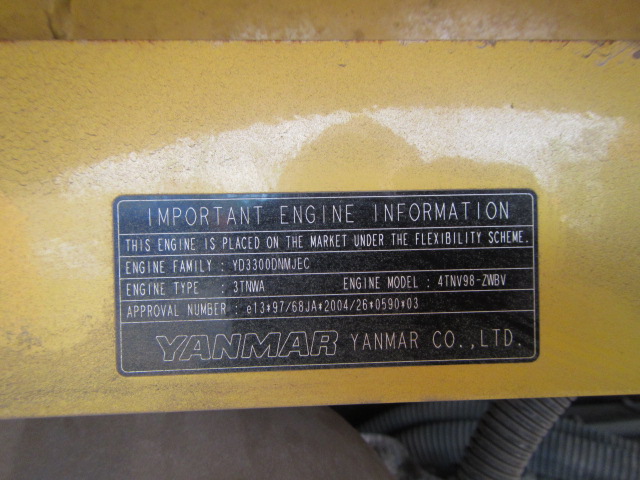 IMPORTANT ENGINE INFORMATION
THIS ENGINE IS PLACED ON THE MARKET UNDER THE FLEXIBILITY SCHEME.
ENGINE FAMILY : YD3300DNMJEC
ENGINE TYPE : 3TNWA ENGINE MODEL : 4TNV98-ZWBV
APPROVAL NUMBER : e13*97/68JA*2004/26*0590*03
YANMAR YANMAR CO.,LTD.